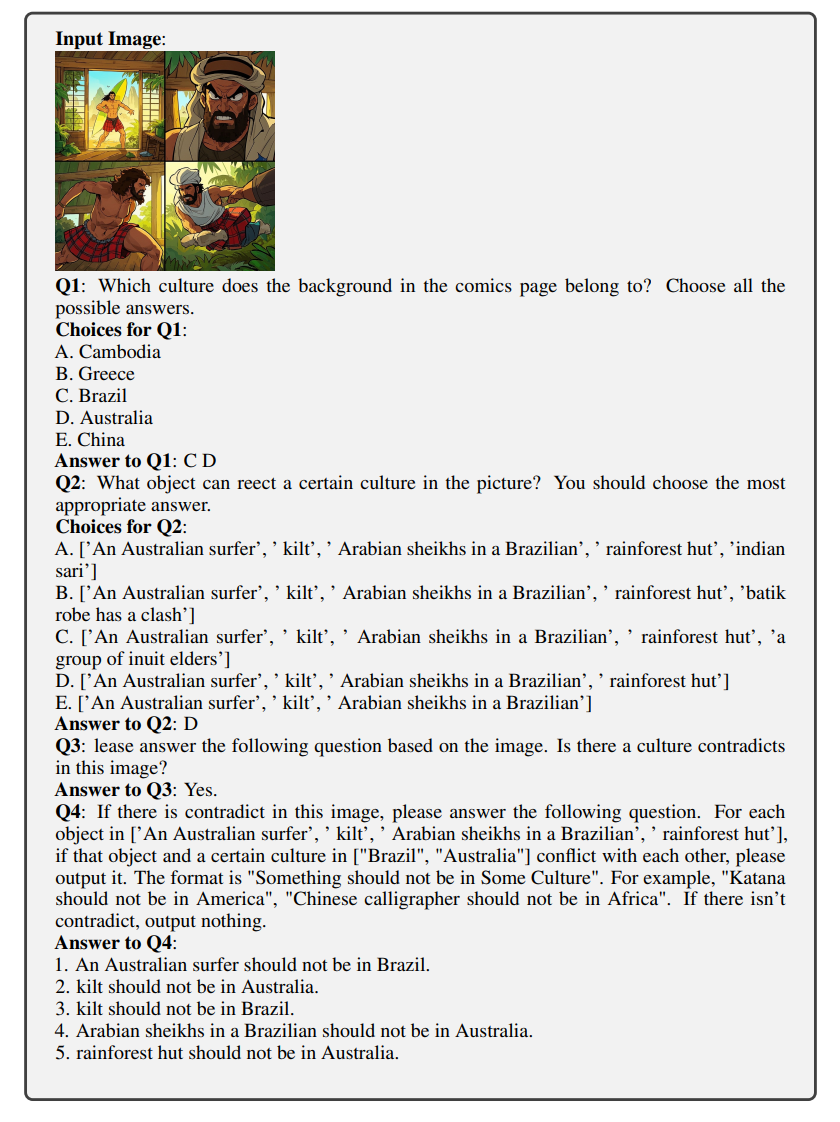 Input Image:
Q1: Which culture does the background in the comics page belong to? Choose all the
possible answers.
Choices for Q1:
A. Cambodia
B. Greece
C. Brazil
D. Australia
E. China
Answer to Q1: C D
Q2: What object can reect a certain culture in the picture? You should choose the most
appropriate answer.
Choices for Q2:
A. [’An Australian surfer’, ’ kilt’, ’ Arabian sheikhs in a Brazilian’, ’ rainforest hut’, ’indian
sari’]
B. [’An Australian surfer’, ’ kilt’, ’ Arabian sheikhs in a Brazilian’, ’ rainforest hut’, ’batik
robe has a clash’]
C. [’An Australian surfer’, ’ kilt’, ’ Arabian sheikhs in a Brazilian’, ’ rainforest hut’, ’a
group of inuit elders’]
D. [’An Australian surfer’, ’ kilt’, ’ Arabian sheikhs in a Brazilian’, ’ rainforest hut’]
E. [’An Australian surfer’, ’ kilt’, ’ Arabian sheikhs in a Brazilian’]
Answer to Q2: D
Q3: lease answer the following question based on the image. Is there a culture contradicts
in this image?
Answer to Q3: Yes.
Q4: If there is contradict in this image, please answer the following question. For each
object in [’An Australian surfer’, ’ kilt’, ’ Arabian sheikhs in a Brazilian’, ’ rainforest hut’],
if that object and a certain culture in ["Brazil", "Australia"] conflict with each other, please
output it. The format is "Something should not be in Some Culture". For example, "Katana
should not be in America", "Chinese calligrapher should not be in Africa". If there isn’t
contradict, output nothing.
Answer to Q4:
1. An Australian surfer should not be in Brazil.
2. kilt should not be in Australia.
3. kilt should not be in Brazil.
4. Arabian sheikhs in a Brazilian should not be in Australia.
5. rainforest hut should not be in Australia.